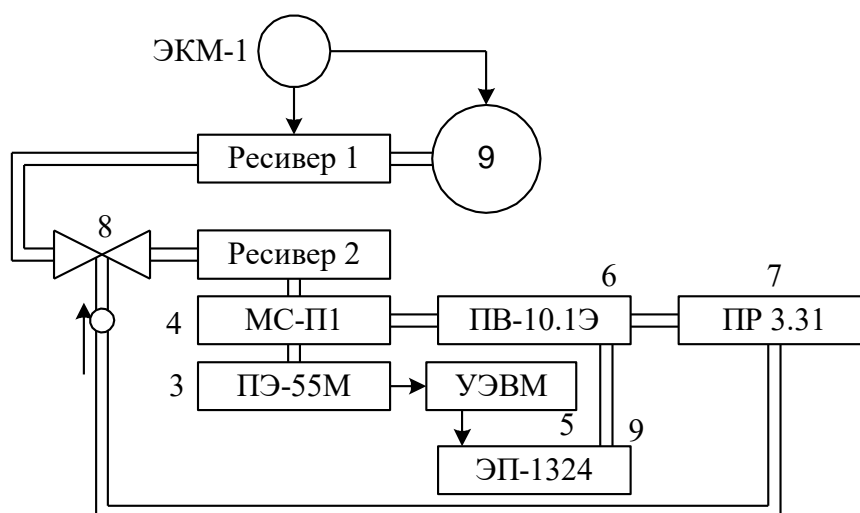 ЭКМ-1
Ресивер 1
9
8
Ресивер 2
6
7
4
МС-П1
ПВ-10.1Э
ПР 3.31
3
ПЭ-55М
УЭВМ
5
9
ЭП-1324